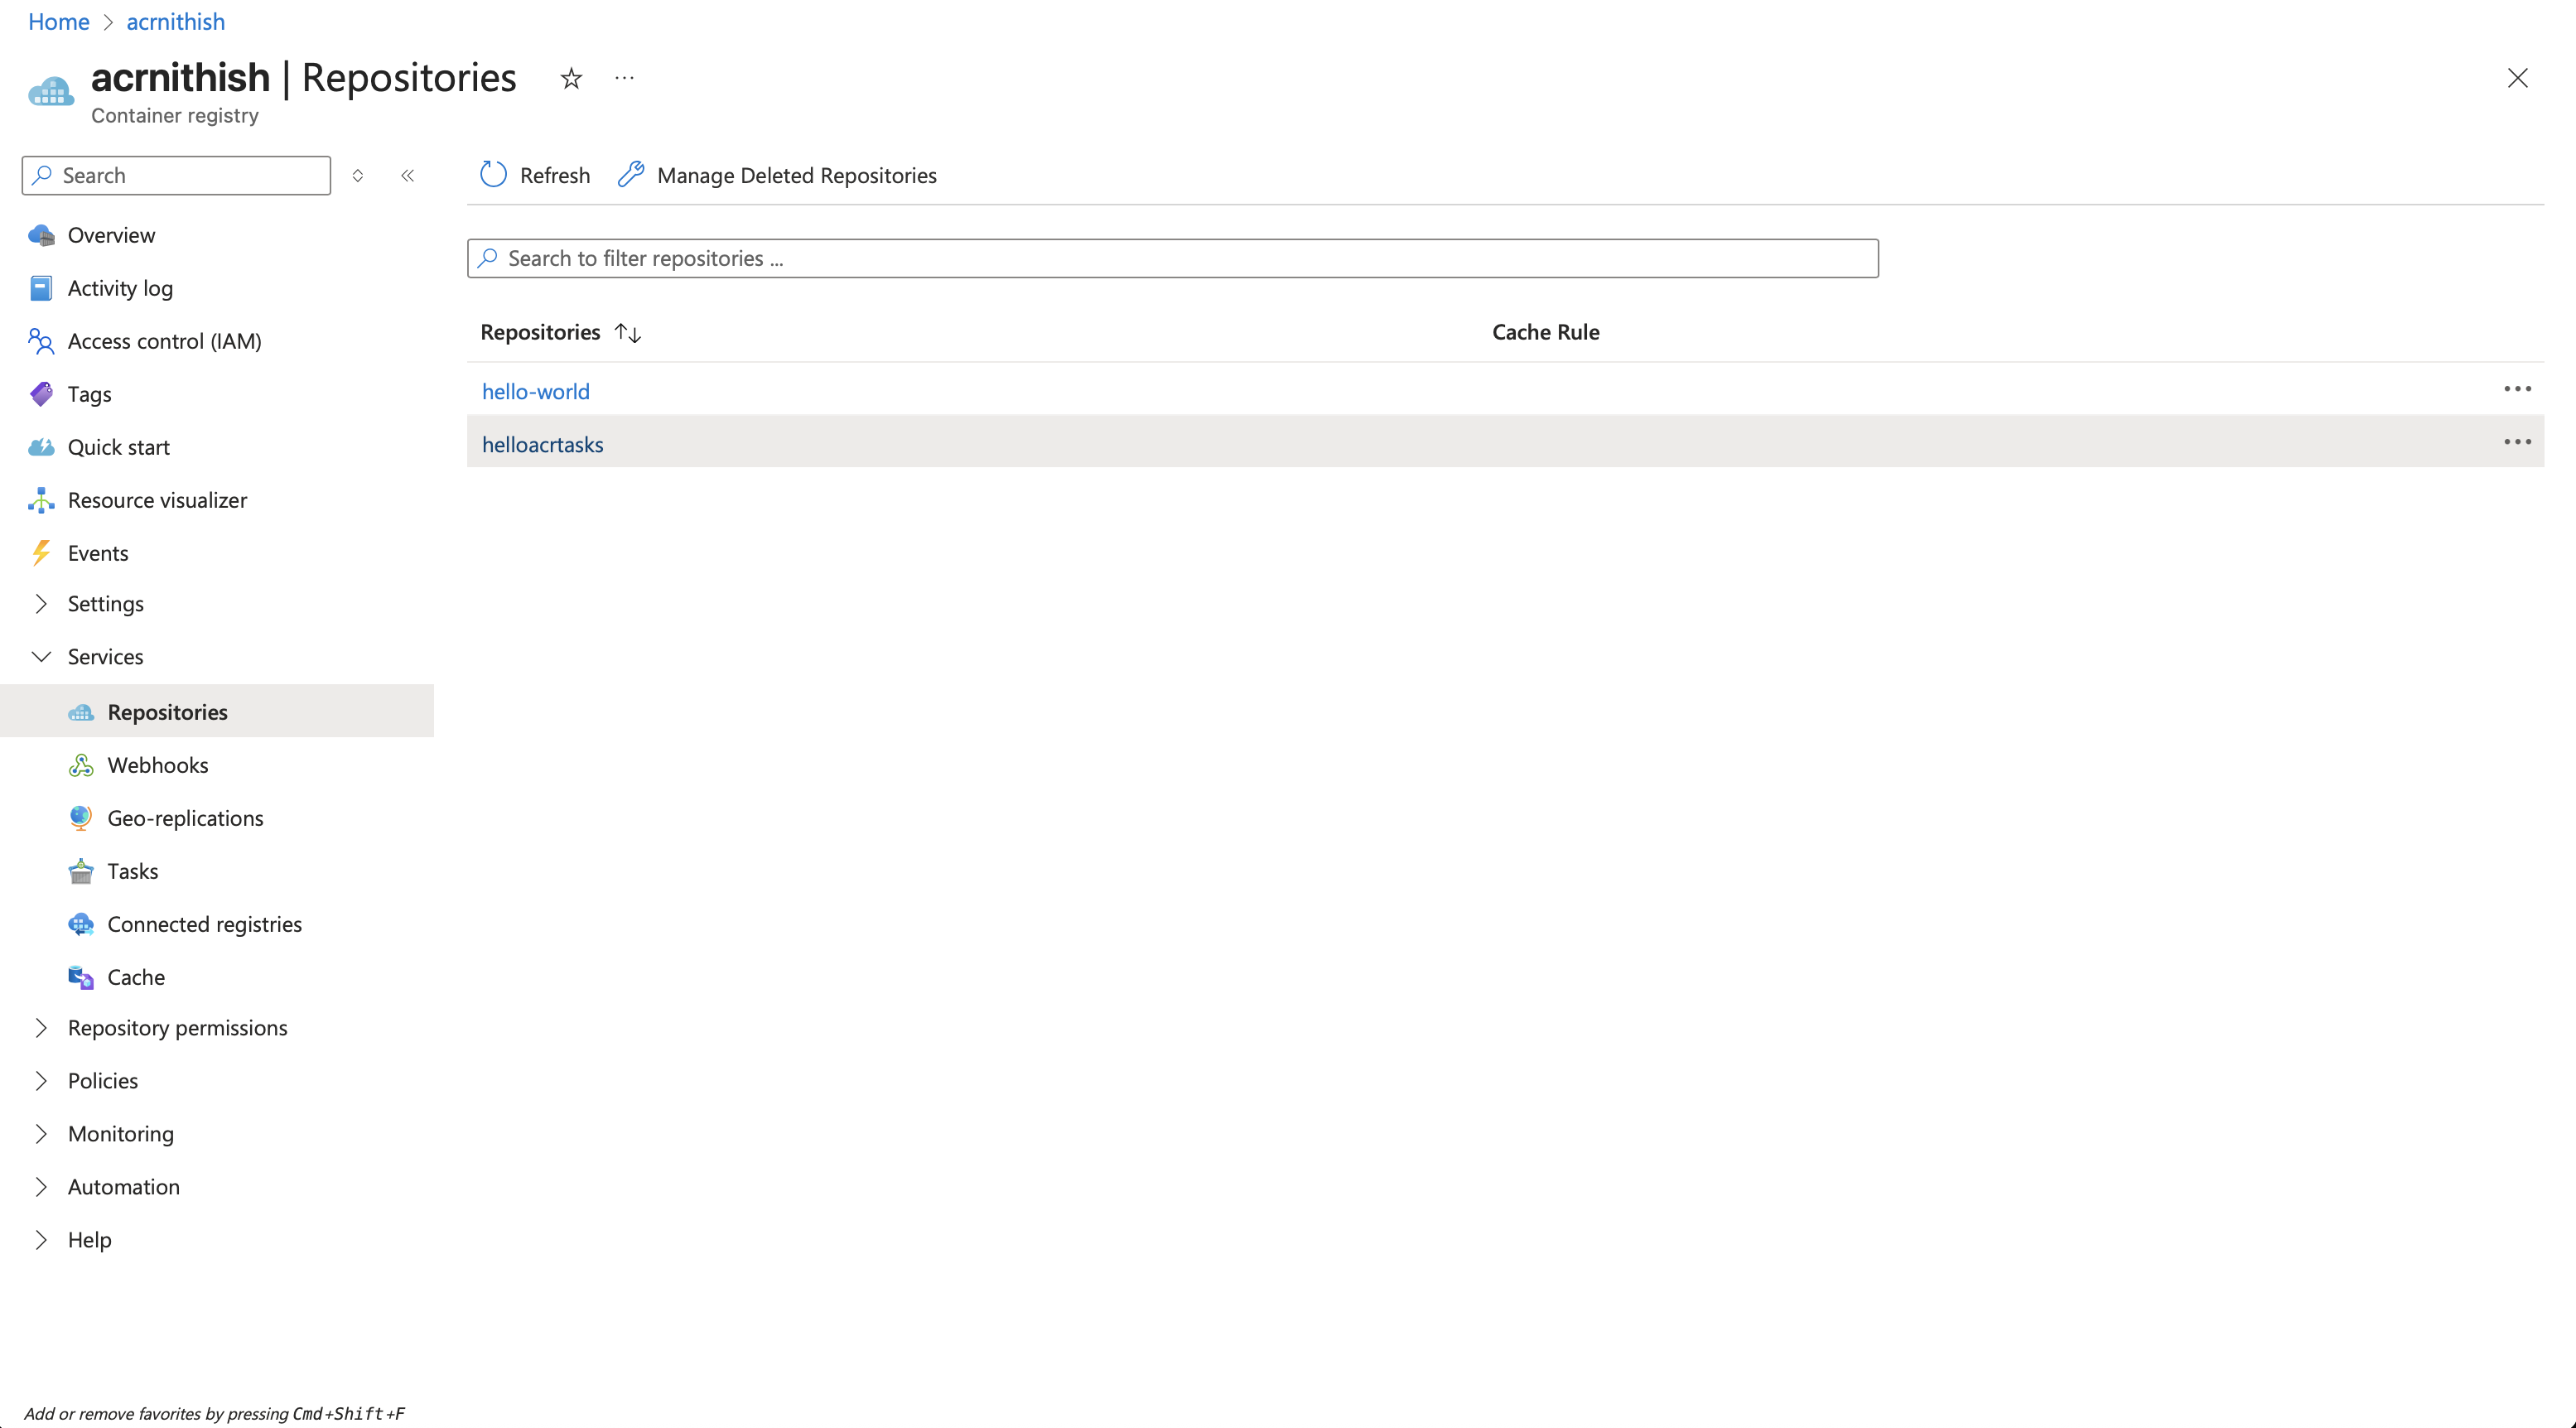 Home > acrnithish
acrnithish | Repositories
Container registry
Search
Refresh
Manage Deleted Repositories
Overview
Activity log
Access control (IAM)
Tags
Quick start
Resource visualizer
Events
Settings
Services
Repositories
Webhooks
Geo-replications
Tasks
Connected registries
Cache
Repository permissions
Policies
Monitoring
Automation
Help
Search to filter repositories ...
Repositories
Cache Rule
hello-world
helloacrtasks
Add or remove favorites by pressing Cmd+Shift+F